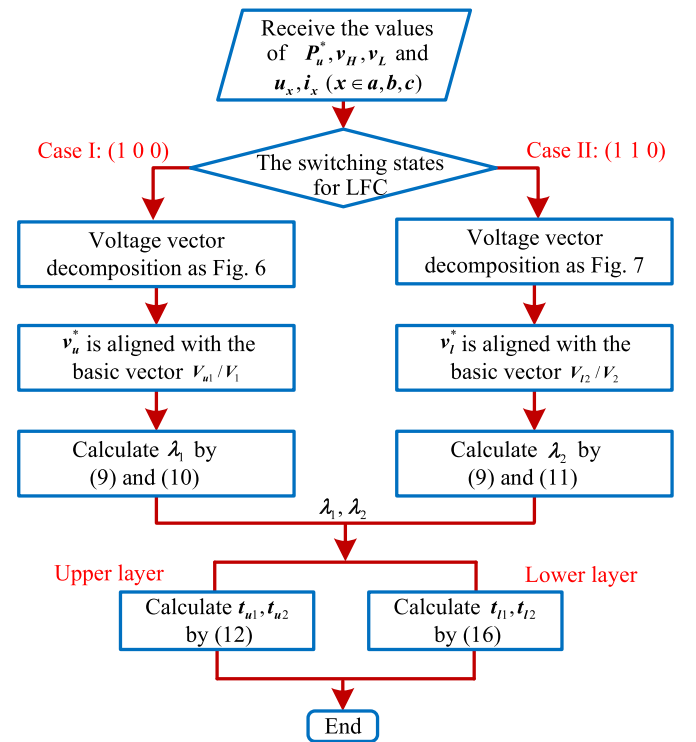 Receive the values
of P*u, vH, vL and
ux, ix (x ∈ a, b, c)
Case I: (1 0 0)
Case II: (1 1 0)
The switching states
for LFC
Voltage vector
decomposition as Fig. 6
Voltage vector
decomposition as Fig. 7
v*u is aligned with the
basic vector Vu1/V1
v*l is aligned with the
basic vector Vl2/V2
Calculate λ1 by
(9) and (10)
Calculate λ2 by
(9) and (11)
λ1, λ2
Upper layer
Lower layer
Calculate tu1, tu2
by (12)
Calculate tl1, tl2
by (16)
End